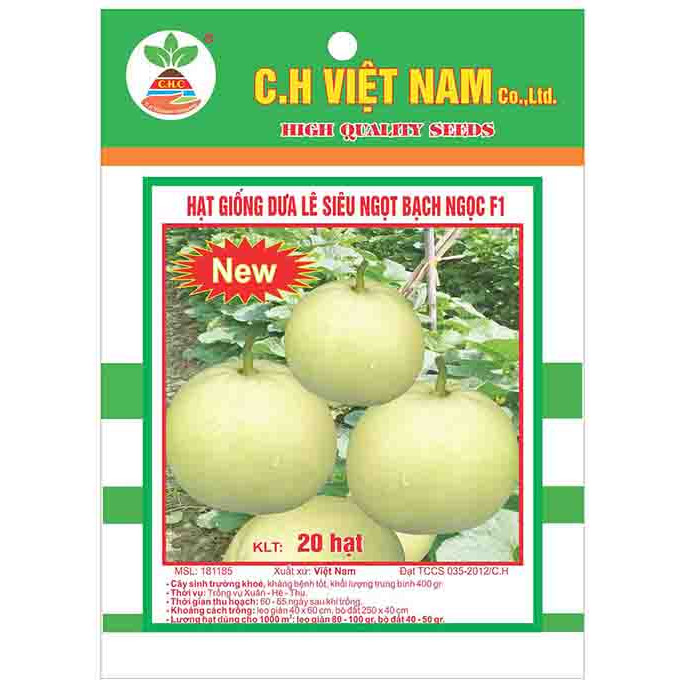 C.H.C
®
C.H VIỆT NAM Co.,Ltd.
HIGH QUALITY SEEDS
HẠT GIỐNG DƯA LÊ SIÊU NGỌT BẠCH NGỌC F1
New
KLT: 20 hạt
MSL: 181185 Xuất xứ: Việt Nam Đạt TCCS 035-2012/C.H
- Cây sinh trưởng khoẻ, kháng bệnh tốt, khối lượng trung bình 400 gr.
- Thời vụ: Trồng vụ Xuân - Hè - Thu.
- Thời gian thu hoạch: 60 - 65 ngày sau khi trồng.
- Khoảng cách trồng: leo giàn 40 x 60 cm, bò đất 250 x 40 cm
- Lượng hạt dùng cho 1000 m²: leo giàn 80 - 100 gr, bò đất 40 - 50 gr.